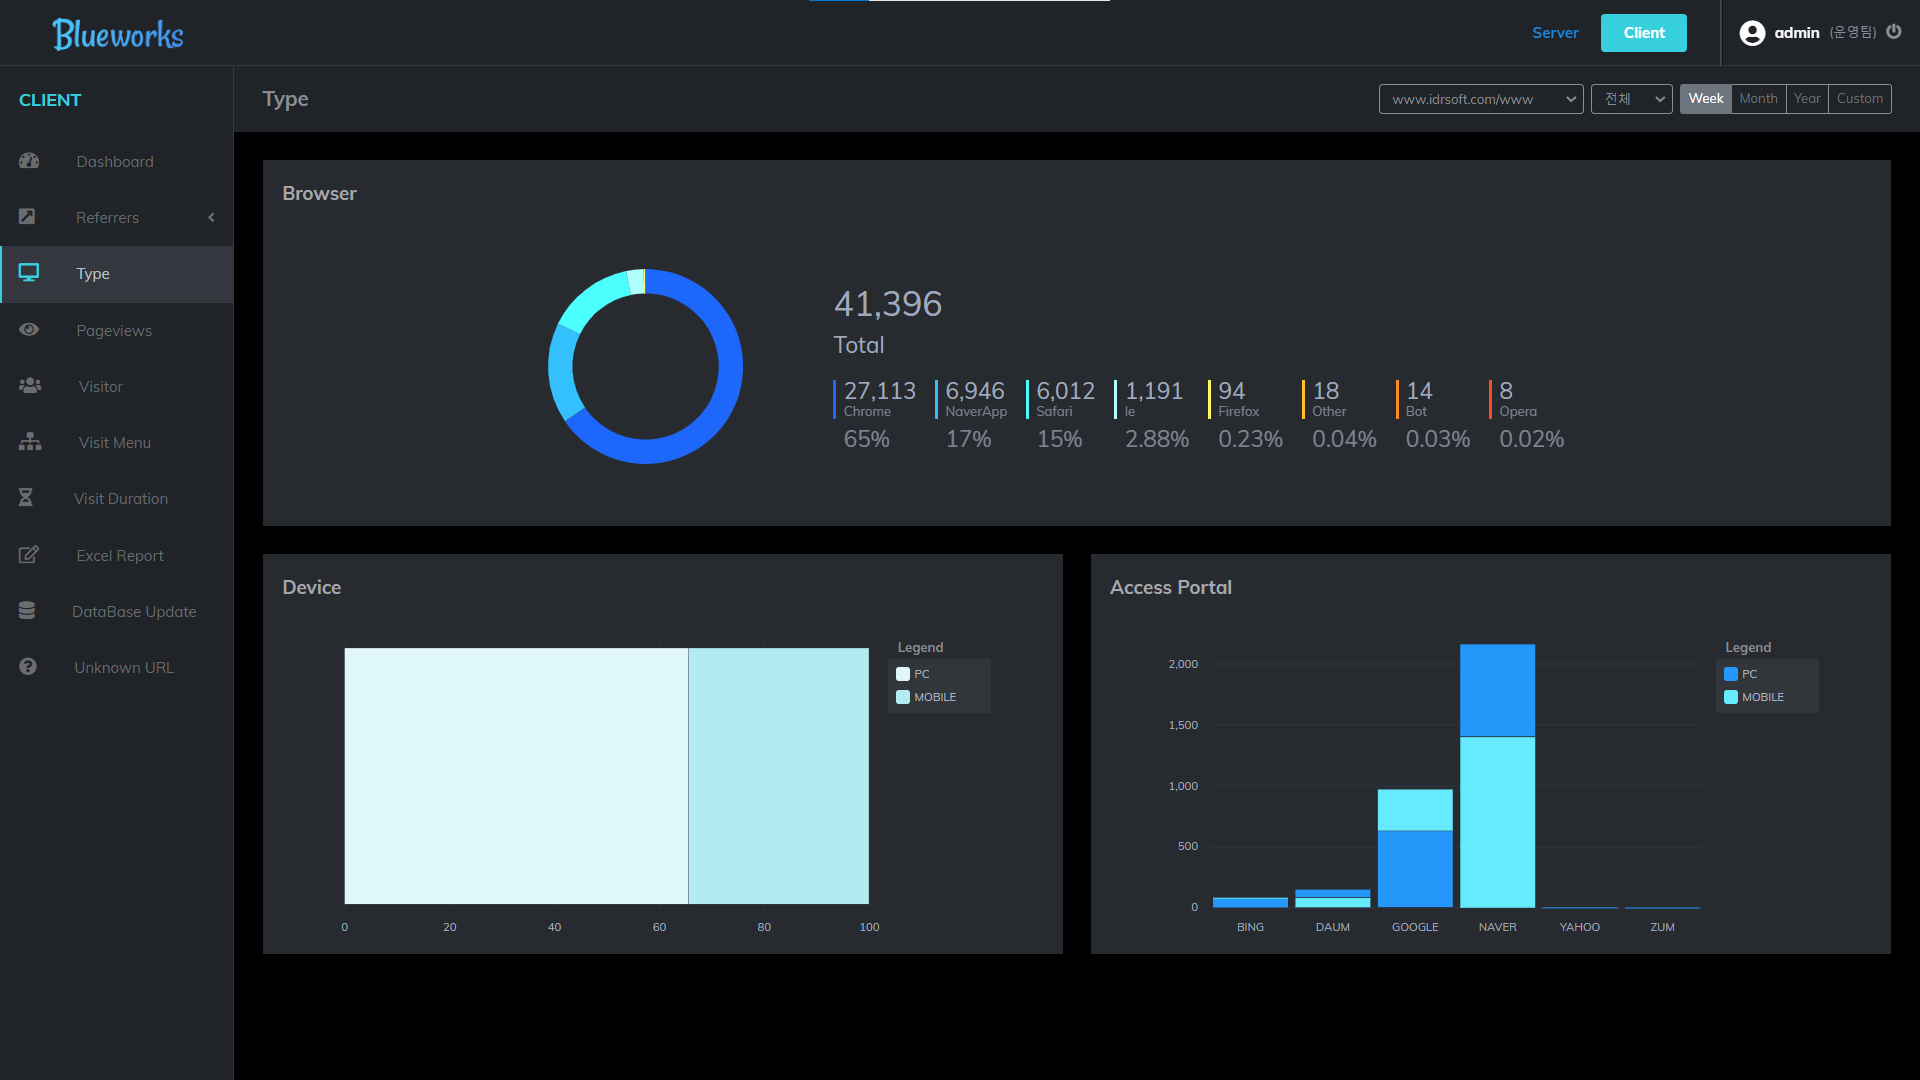 Blueworks
Server
Client
admin (운영팀)
CLIENT
Dashboard
Referrers
Type
Pageviews
Visitor
Visit Menu
Visit Duration
Excel Report
DataBase Update
Unknown URL
Type
www.idrsoft.com/www
전체
Week Month Year Custom
Browser
41,396
Total
27,113 6,946 6,012 1,191 94 18 14 8
Chrome NaverApp Safari Ie Firefox Other Bot Opera
65% 17% 15% 2.88% 0.23% 0.04% 0.03% 0.02%
Device
Legend
PC
MOBILE
0 20 40 60 80 100
Access Portal
Legend
PC
MOBILE
2,000
1,500
1,000
500
0
BING DAUM GOOGLE NAVER YAHOO ZUM